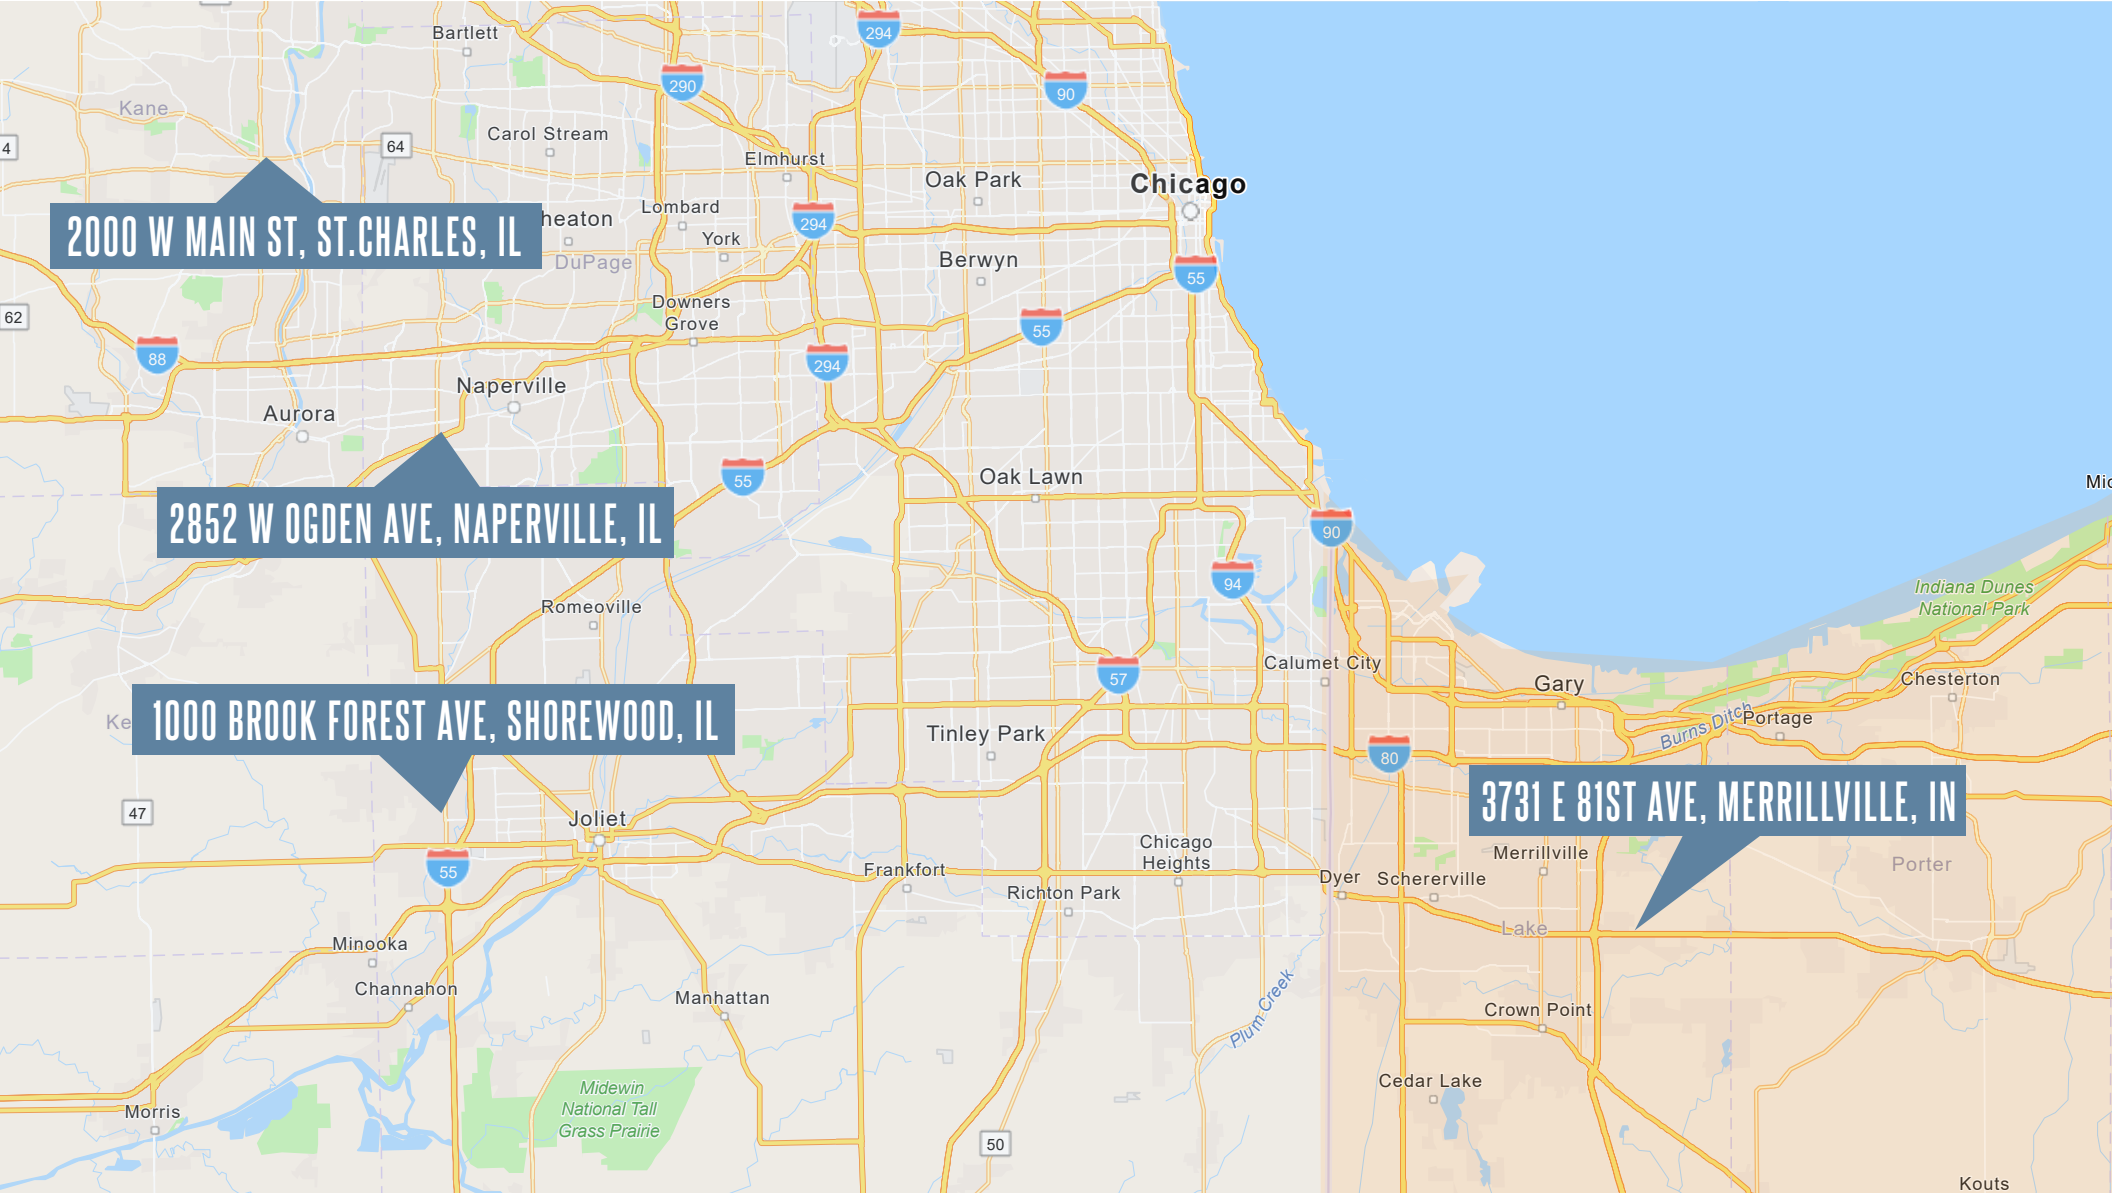 294
Bartlett
290
90
Kane
Carol Stream
4
64
Elmhurst
Oak Park
Chicago
2000 W MAIN ST, ST.CHARLES, IL
heaton
Lombard
294
York
DuPage
Berwyn
55
Downers
Grove
62
55
88
294
Naperville
Aurora
55
Oak Lawn
Mic
2852 W OGDEN AVE, NAPERVILLE, IL
90
94
Indiana Dunes
National Park
Romeoville
Calumet City
57
Gary
Chesterton
1000 BROOK FOREST AVE, SHOREWOOD, IL
Ke
Tinley Park
Burns Ditch
Portage
80
3731 E 81ST AVE, MERRILLVILLE, IN
47
Joliet
Chicago
Heights
Merrillville
Porter
55
Frankfort
Richton Park
Dyer
Schererville
Lake
Minooka
Channahon
Manhattan
Plum Creek
Crown Point
Midewin
National Tall
Grass Prairie
Cedar Lake
Morris
50
Kouts